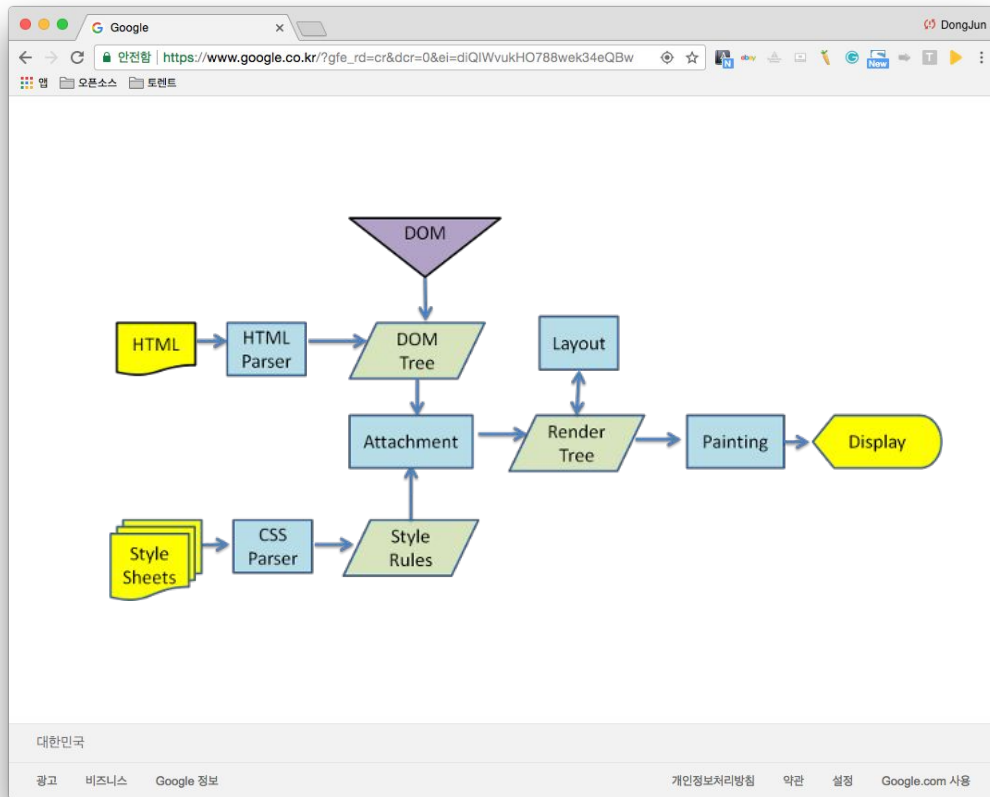 Google
DongJun
안전함 | https://www.google.co.kr/?gfe_rd=cr&dcr=0&ei=diQIWvukHO788wek34eQBw
N
ebay
New
T
앱 오픈소스 토렌트
DOM
HTML
HTML
Parser
DOM
Tree
Layout
Attachment
Render
Tree
Painting
Display
Style
Sheets
CSS
Parser
Style
Rules
대한민국
광고 비즈니스 Google 정보 개인정보처리방침 약관 설정 Google.com 사용